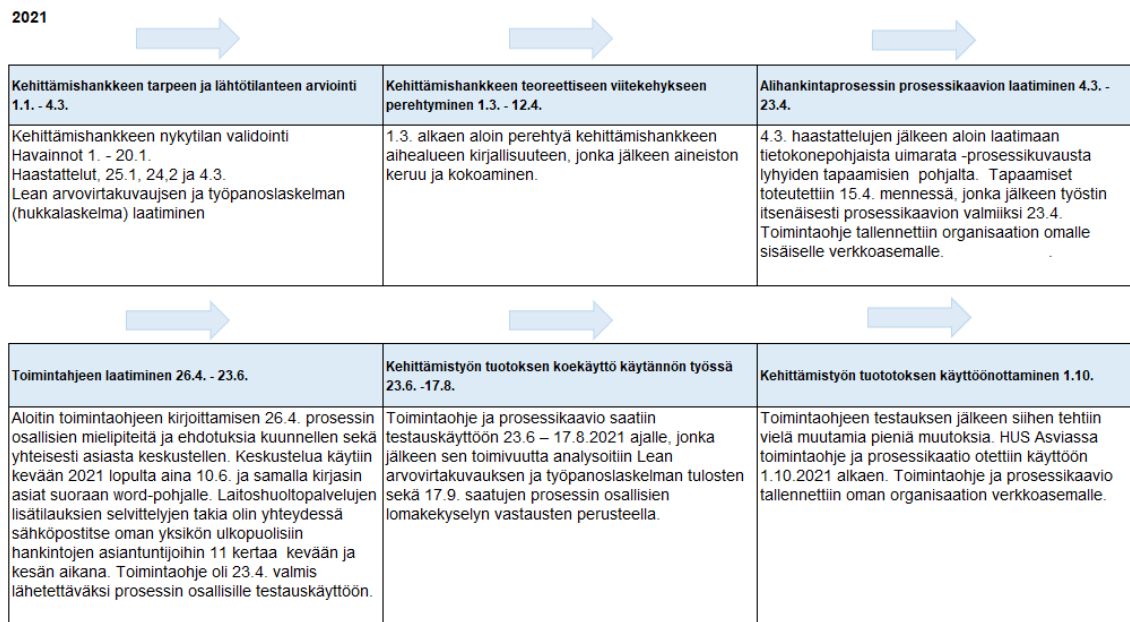 2021
Kehittämishankkeen tarpeen ja lähtötilanteen arviointi
1.1. - 4.3.
Kehittämishankkeen nykytilan validointi
Havainnot 1. - 20.1.
Haastattelut, 25.1, 24,2 ja 4.3.
Lean arvovirtakuvaujsen ja työpanoslaskelman
(hukkalaskelma) laatiminen
Kehittämishankkeen teoreettiseen viitekehykseen
perehtyminen 1.3. - 12.4.
1.3. alkaen aloin perehtyä kehittämishankkeen
aihealueen kirjallisuuteen, jonka jälkeen aineiston
keruu ja kokoaminen.
Alihankintaprosessin prosessikaavion laatiminen 4.3. -
23.4.
4.3. haastattelujen jälkeen aloin laatimaan
tietokonepohjaista uimarata -prosessikuvausta
lyhyiden tapaamisien pohjalta. Tapaamiset
toteutettiin 15.4. mennessä, jonka jälkeen työstin
itsenäisesti prosessikaavion valmiiksi 23.4.
Toimintaohje tallennettiin organisaation omalle
sisäiselle verkkoasemalle. .
Toimintahjeen laatiminen 26.4. - 23.6.
Aloitin toimintaohjeen kirjoittamisen 26.4. prosessin
osallisien mielipiteitä ja ehdotuksia kuunnellen sekä
yhteisesti asiasta keskustellen. Keskustelua käytiin
kevään 2021 lopulta aina 10.6. ja samalla kirjasin
asiat suoraan word-pohjalle. Laitoshuoltopalvelujen
lisätilauksien selvittelyjen takia olin yhteydessä
sähköpostitse oman yksikön ulkopuolisiin
hankintojen asiantuntijoihin 11 kertaa kevään ja
kesän aikana. Toimintaohje oli 23.4. valmis
lähetettäväksi prosessin osallisille testauskäyttöön.
Kehittämistyön tuotoksen koekäyttö käytännön työssä
23.6. -17.8.
Toimintaohje ja prosessikaavio saatiin
testauskäyttöön 23.6 – 17.8.2021 ajalle, jonka
jälkeen sen toimivuutta analysoitiin Lean
arvovirtakuvauksen ja työpanoslaskelman tulosten
sekä 17.9. saatujen prosessin osallisien
lomakekyselyn vastausten perusteella.
Kehittämistyön tuototoksen käyttöönottaminen 1.10.
Toimintaohjeen testauksen jälkeen siihen tehtiin
vielä muutamia pieniä muutoksia. HUS Asviassa
toimintaohje ja prosessikaatio otettiin käyttöön
1.10.2021 alkaen. Toimintaohje ja prosessikaavio
tallennettiin oman organisaation verkkoasemalle.